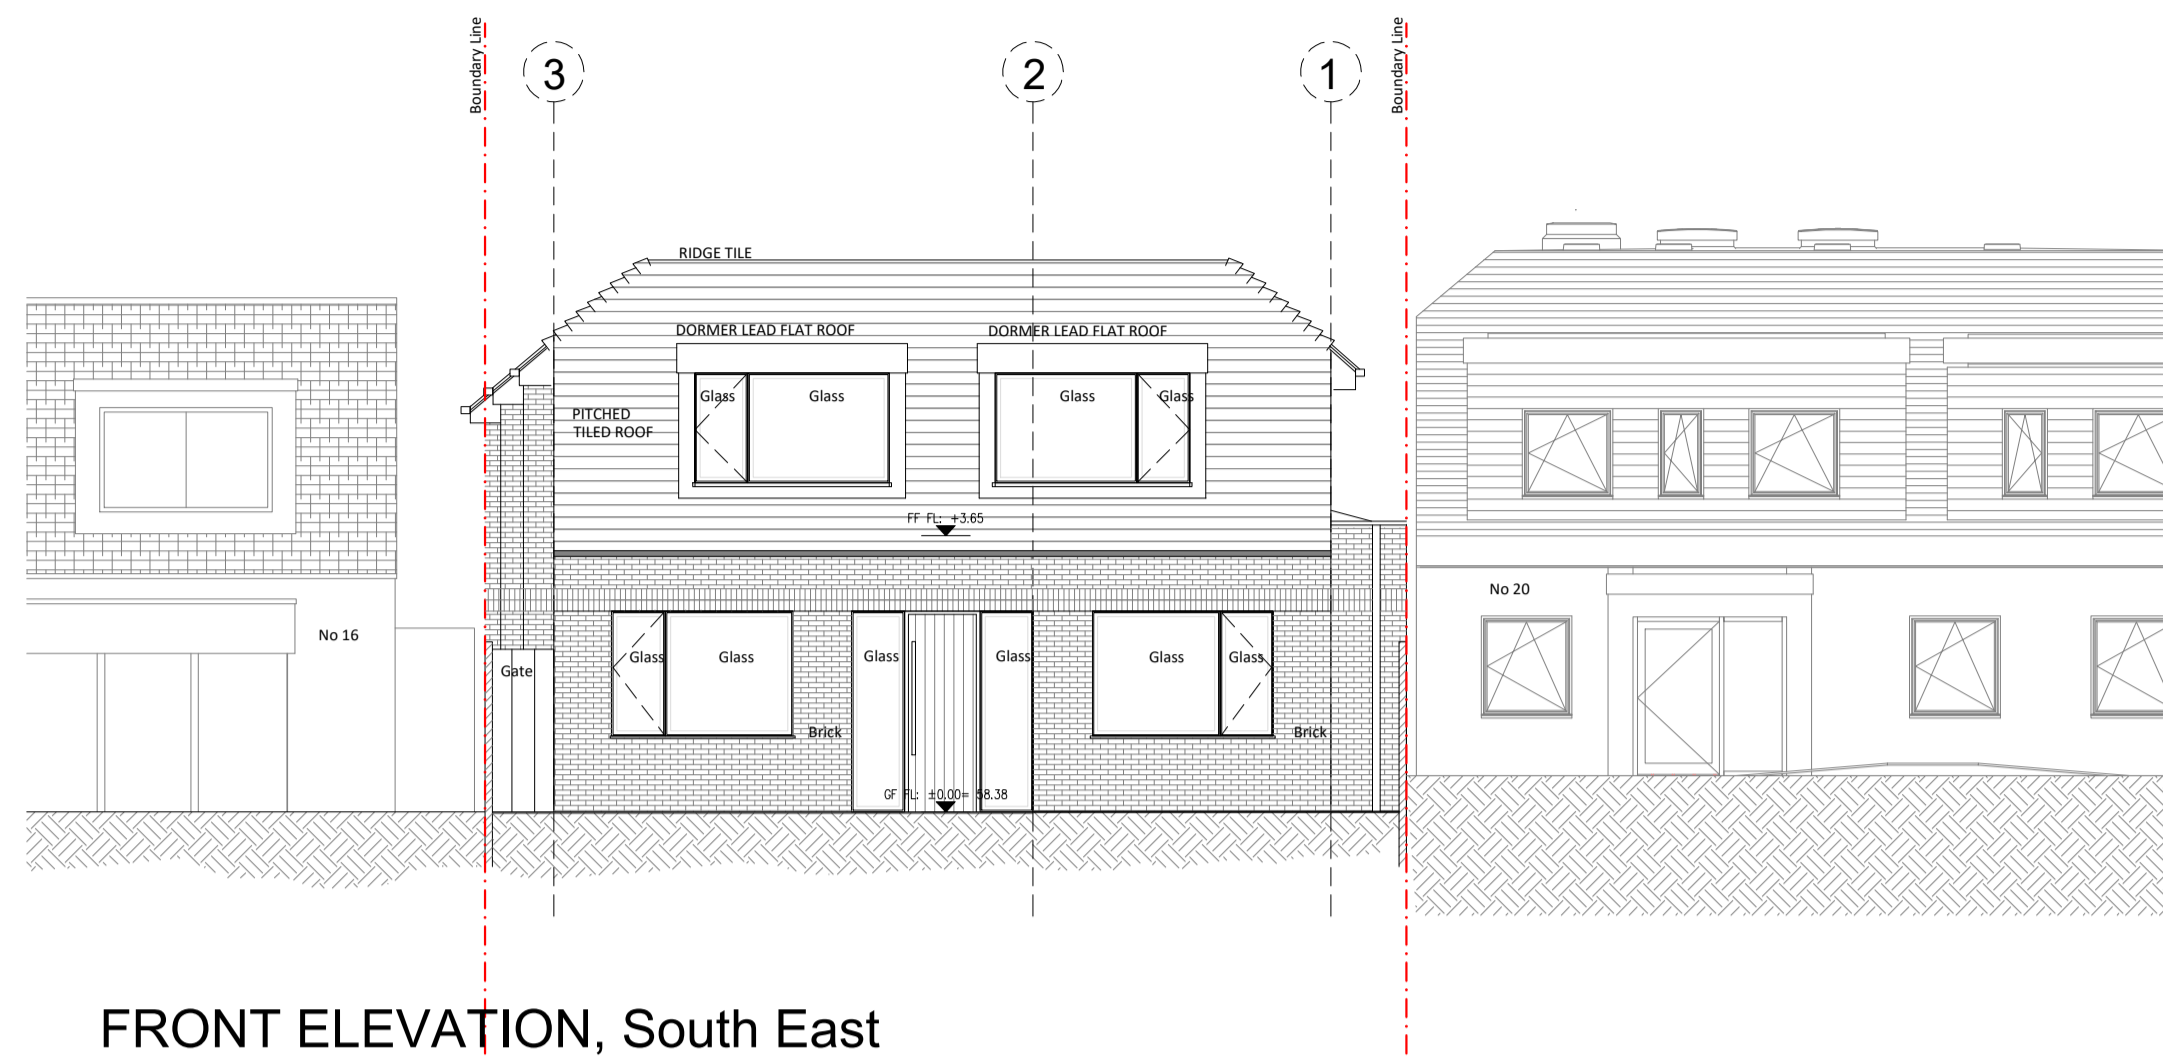 Boundary Line
3
2
1
Boundary Line
RIDGE TILE
DORMER LEAD FLAT ROOF
DORMER LEAD FLAT ROOF
Glass
Glass
Glass
Glass
PITCHED
TILED ROOF
FF FL: +3.65
No 20
No 16
Glass
Glass
Glass
Glass
Glass
Glass
Gate
Brick
Brick
GF FL: ±0.00= 58.38
FRONT ELEVATION, South East